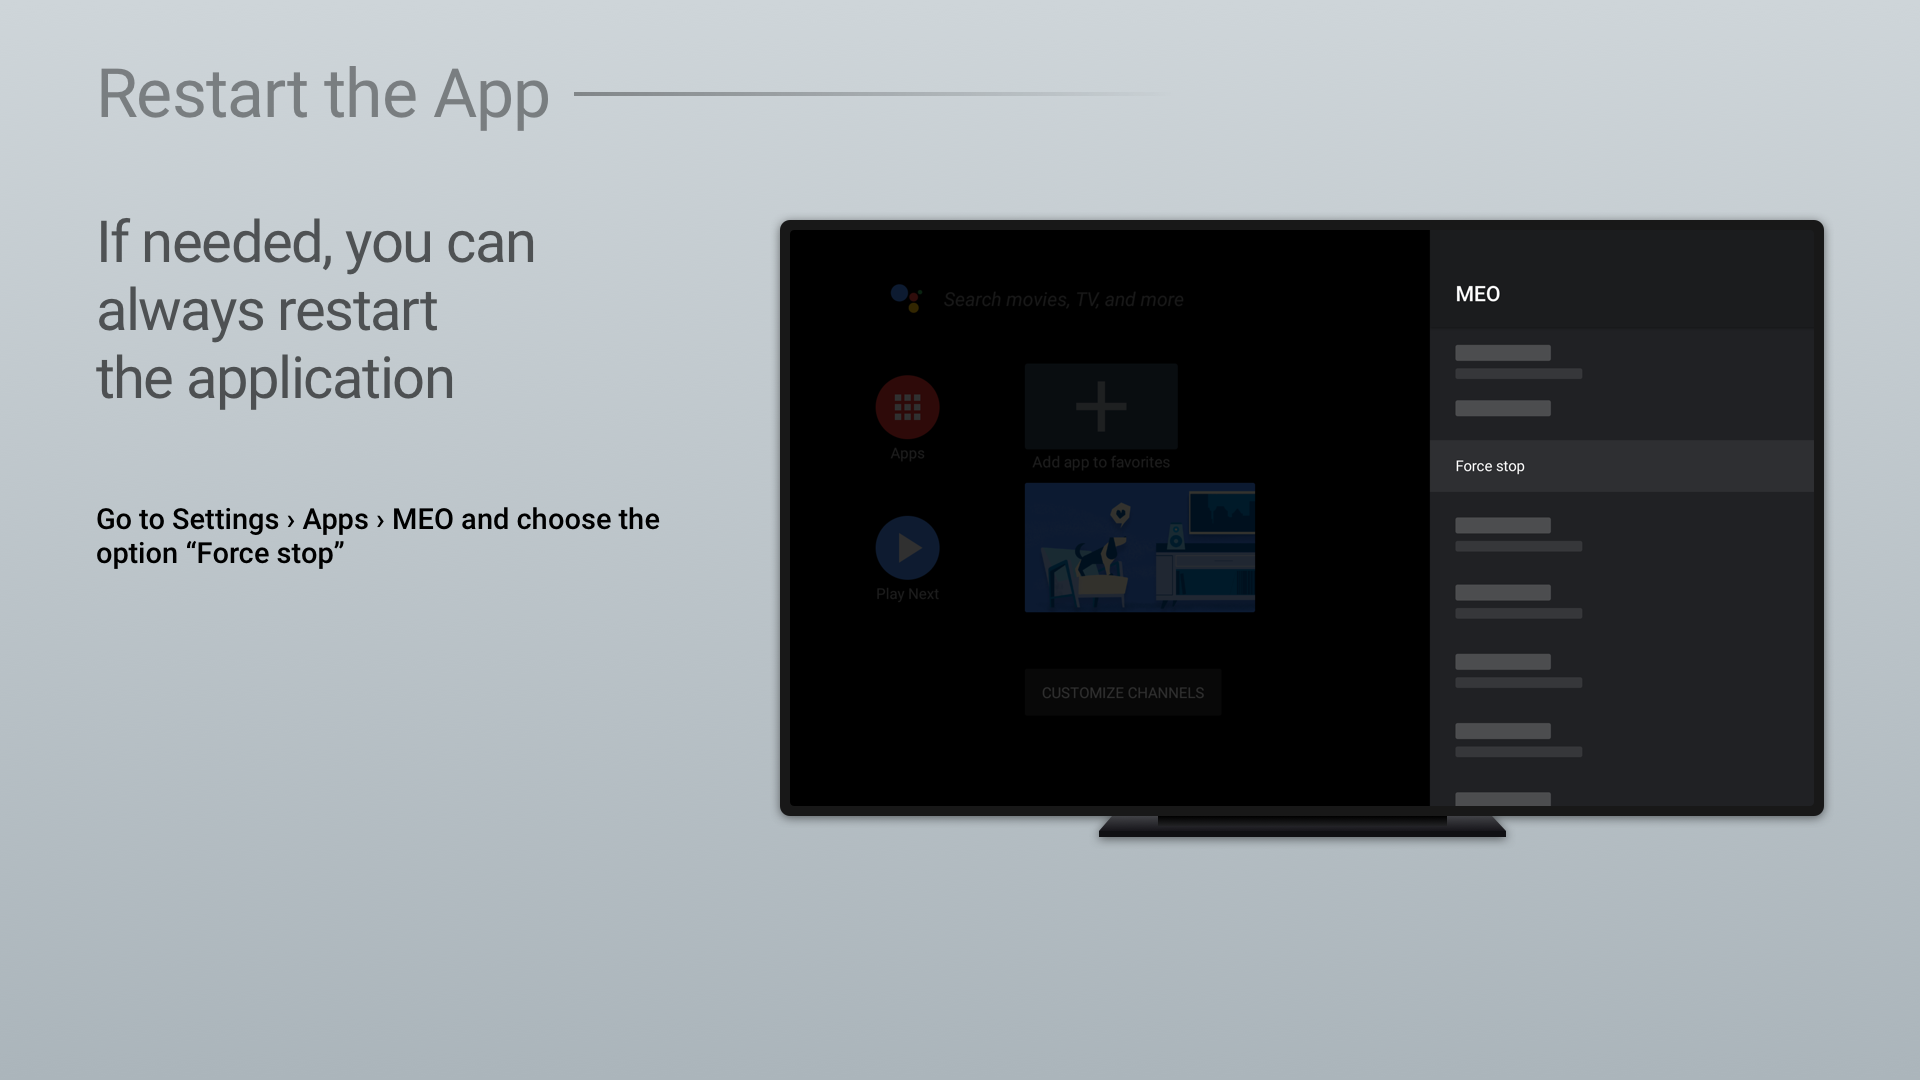 Restart the App
If needed, you can
always restart
the application
Go to Settings › Apps › MEO and choose the
option “Force stop”
Search movies, TV, and more
Apps
Add app to favorites
Play Next
CUSTOMIZE CHANNELS
MEO
Force stop